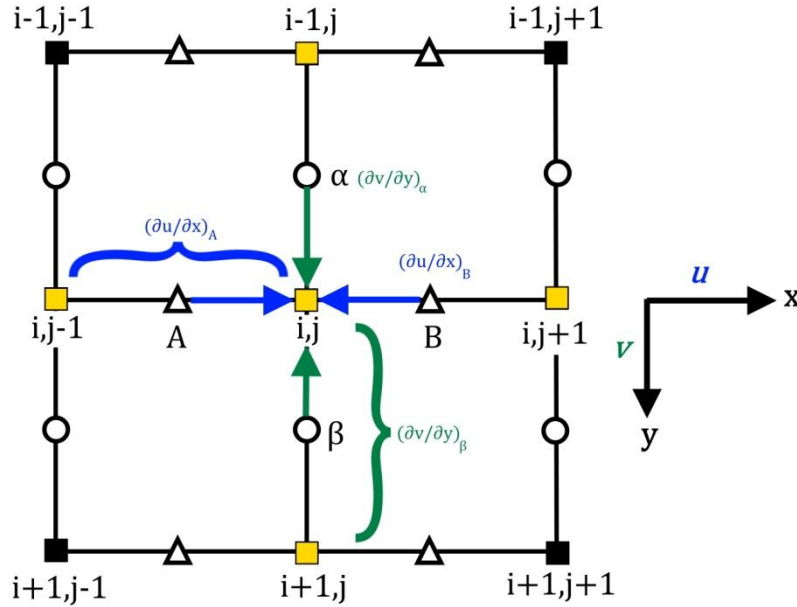 i-1,j-1 i-1,j i-1,j+1
α (∂v/∂y)α
(∂u/∂x)A
(∂u/∂x)B
u
x
i,j-1 A i,j B i,j+1
v
y
β (∂v/∂y)β
i+1,j-1 i+1,j i+1,j+1